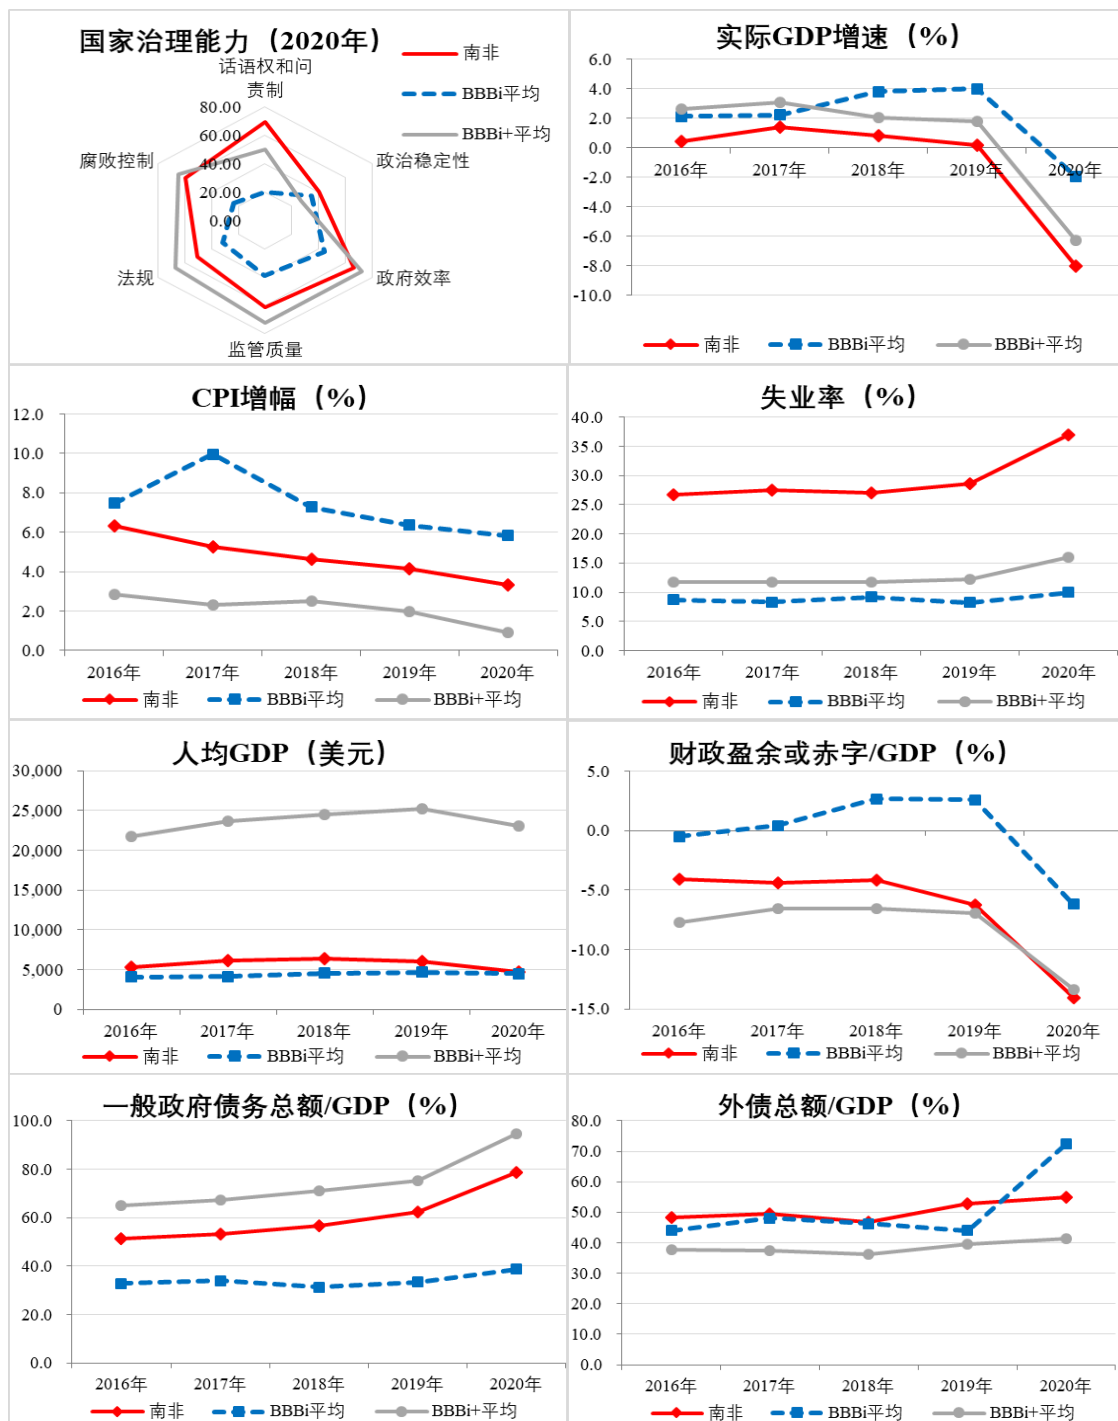 国家治理能力（2020年）
南非
BBBi平均
BBBi+平均
话语权和问
责制
政治稳定性
政府效率
监管质量
法规
腐败控制
80.00
60.00
40.00
20.00
0.00
实际GDP增速（%）
6.0
4.0
2.0
0.0
-2.0
-4.0
-6.0
-8.0
-10.0
2016年 2017年 2018年 2019年 2020年
南非 BBBi平均 BBBi+平均
CPI增幅（%）
12.0
10.0
8.0
6.0
4.0
2.0
0.0
2016年 2017年 2018年 2019年 2020年
南非 BBBi平均 BBBi+平均
失业率（%）
40.0
35.0
30.0
25.0
20.0
15.0
10.0
5.0
0.0
2016年 2017年 2018年 2019年 2020年
南非 BBBi平均 BBBi+平均
人均GDP（美元）
30,000
25,000
20,000
15,000
10,000
5,000
0
2016年 2017年 2018年 2019年 2020年
南非 BBBi平均 BBBi+平均
财政盈余或赤字/GDP（%）
5.0
0.0
-5.0
-10.0
-15.0
2016年 2017年 2018年 2019年 2020年
南非 BBBi平均 BBBi+平均
一般政府债务总额/GDP（%）
100.0
80.0
60.0
40.0
20.0
0.0
2016年 2017年 2018年 2019年 2020年
南非 BBBi平均 BBBi+平均
外债总额/GDP（%）
80.0
70.0
60.0
50.0
40.0
30.0
20.0
10.0
0.0
2016年 2017年 2018年 2019年 2020年
南非 BBBi平均 BBBi+平均